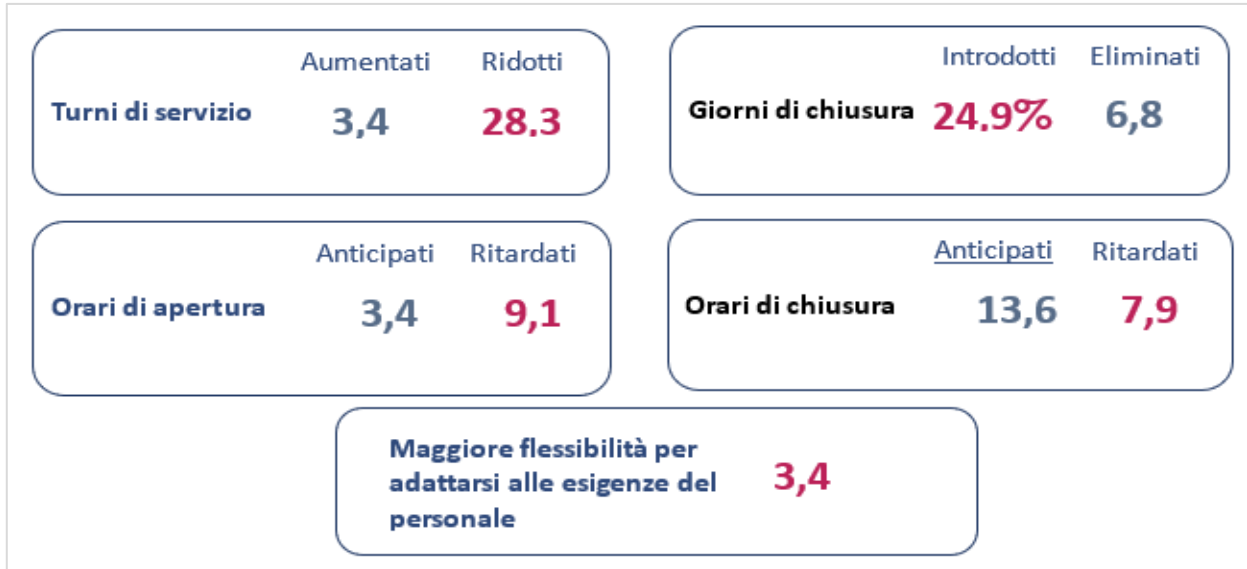 Aumentati Ridotti
Turni di servizio 3,4 28,3
Introdotti Eliminati
Giorni di chiusura 24,9% 6,8
Anticipati Ritardati
Orari di apertura 3,4 9,1
Anticipati Ritardati
Orari di chiusura 13,6 7,9
Maggiore flessibilità per
adattarsi alle esigenze del 3,4
personale